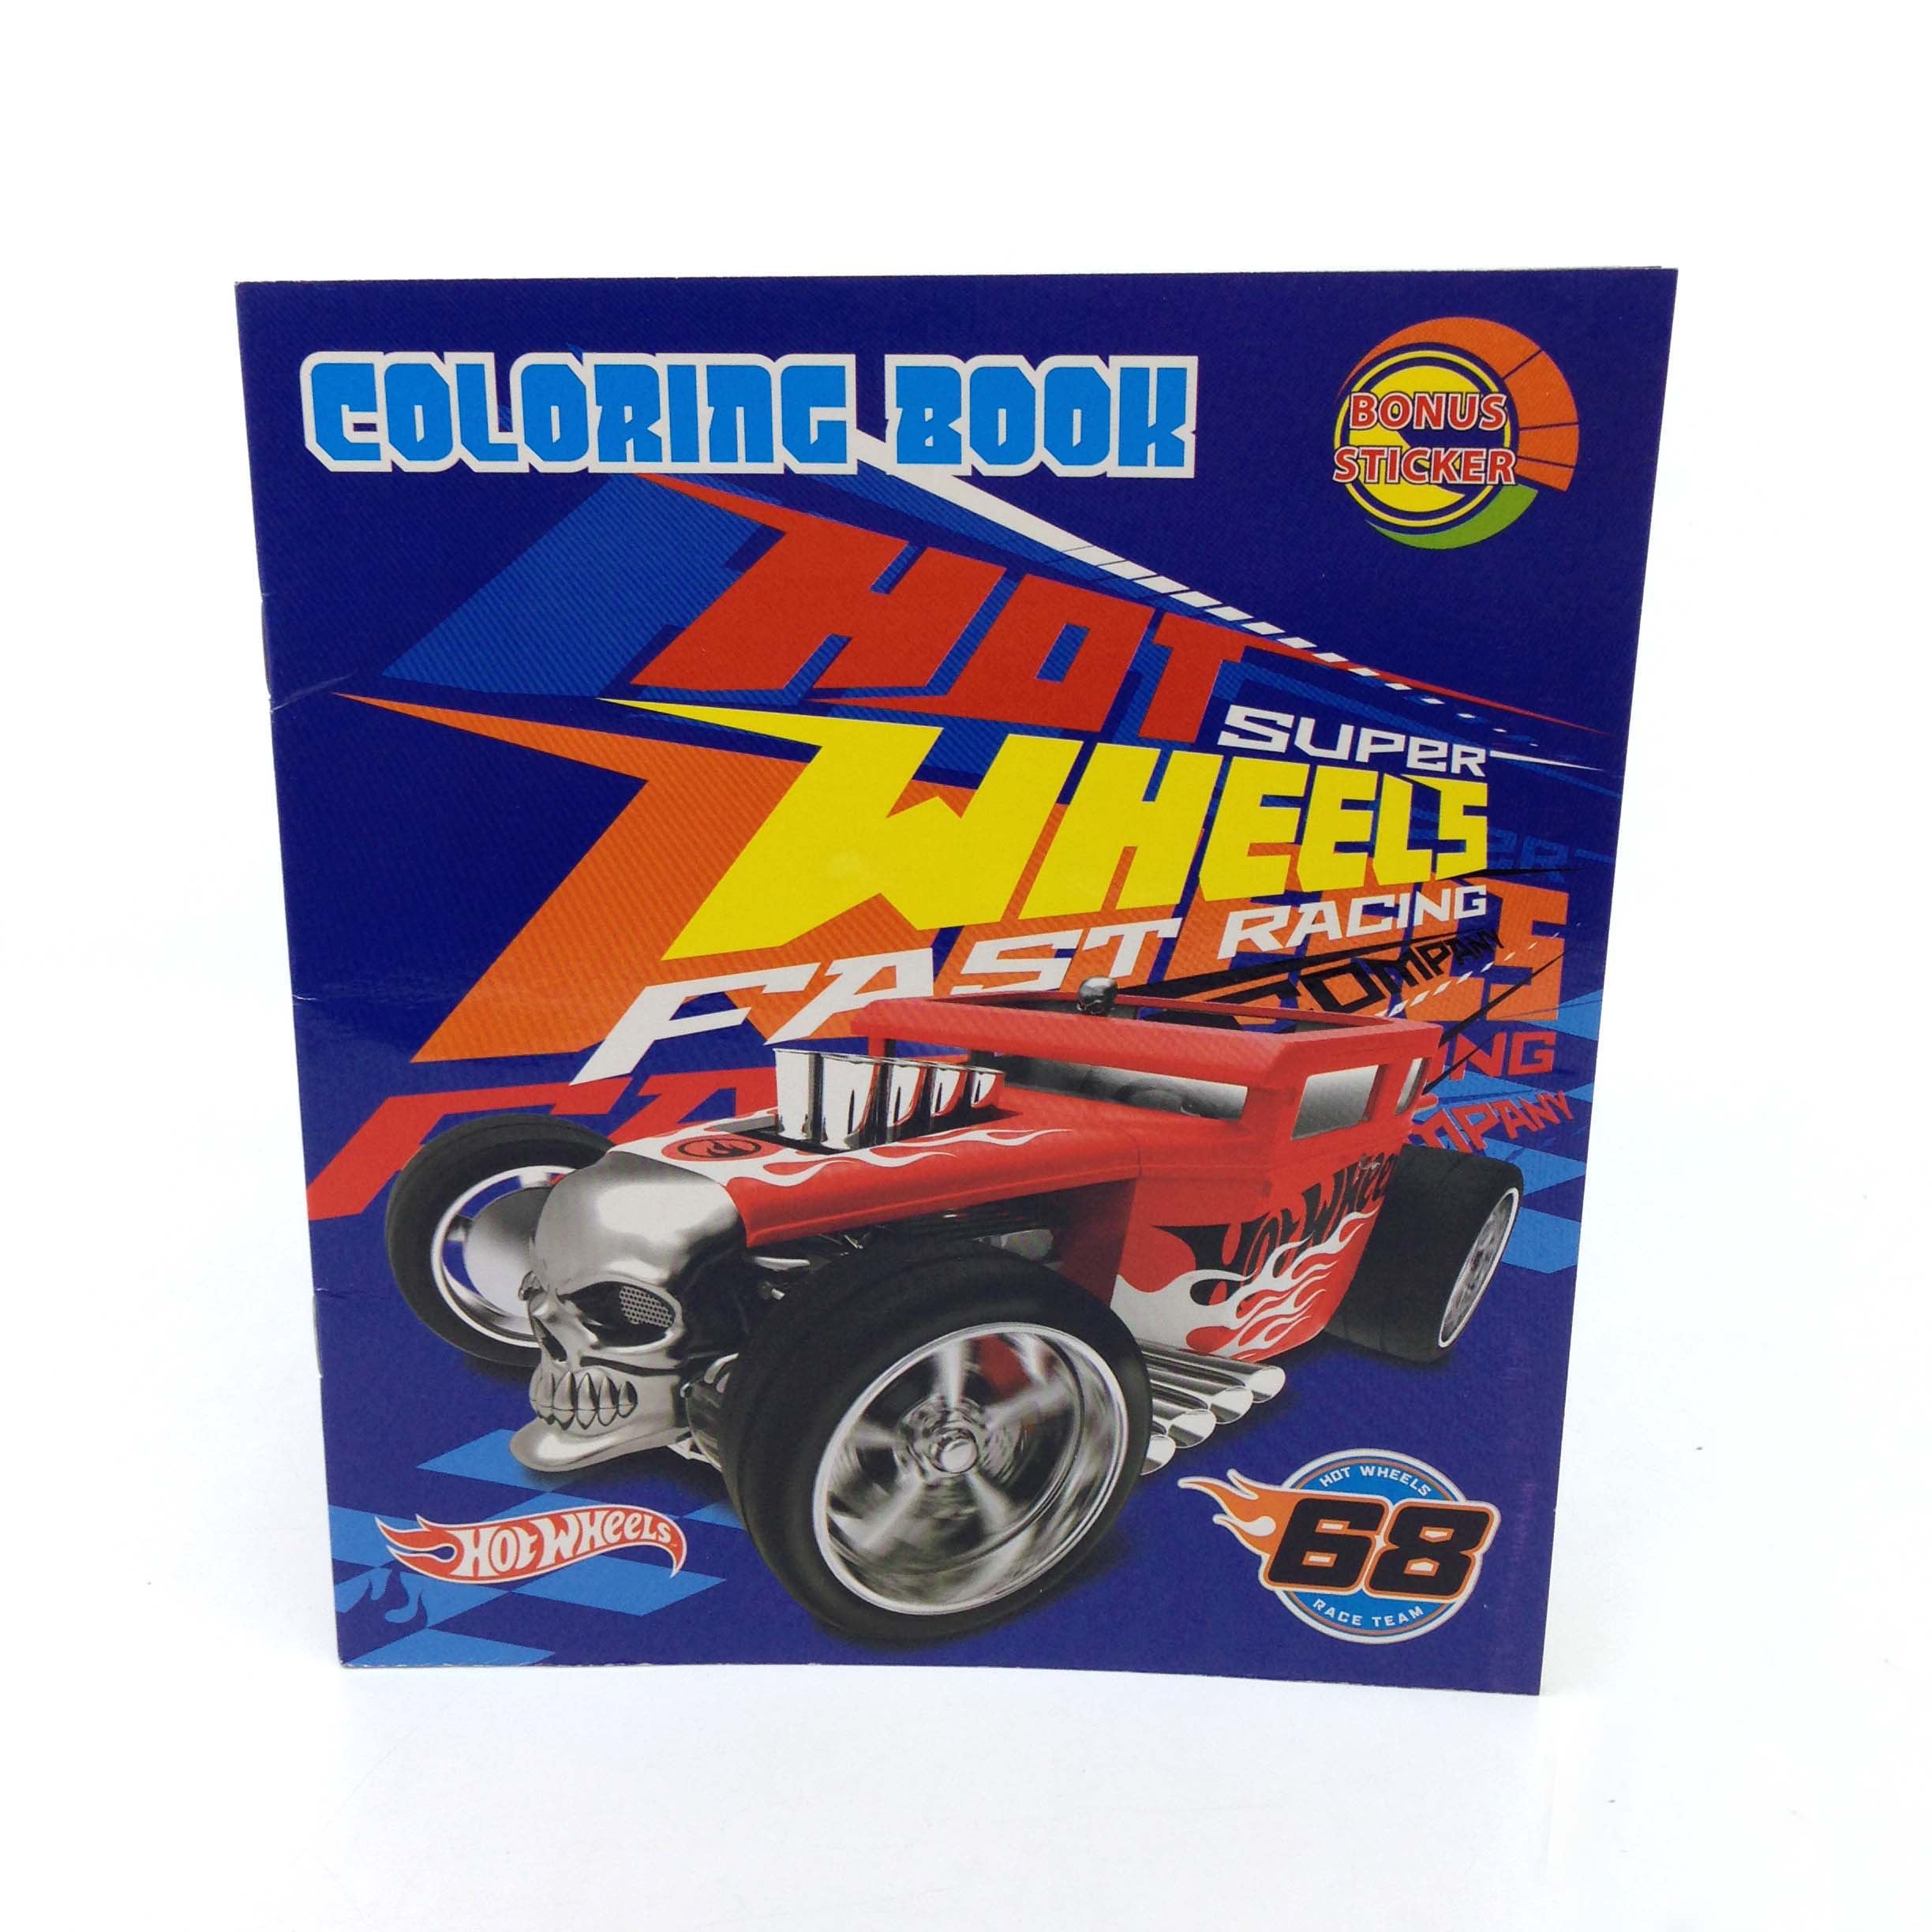 COLORING BOOK
BONUS
STICKER
HOT
SUPER
WHEELS
FAST RACING
COMPANY
HOT WHEELS
HOT WHEELS
HOT WHEELS
68
RACE TEAM